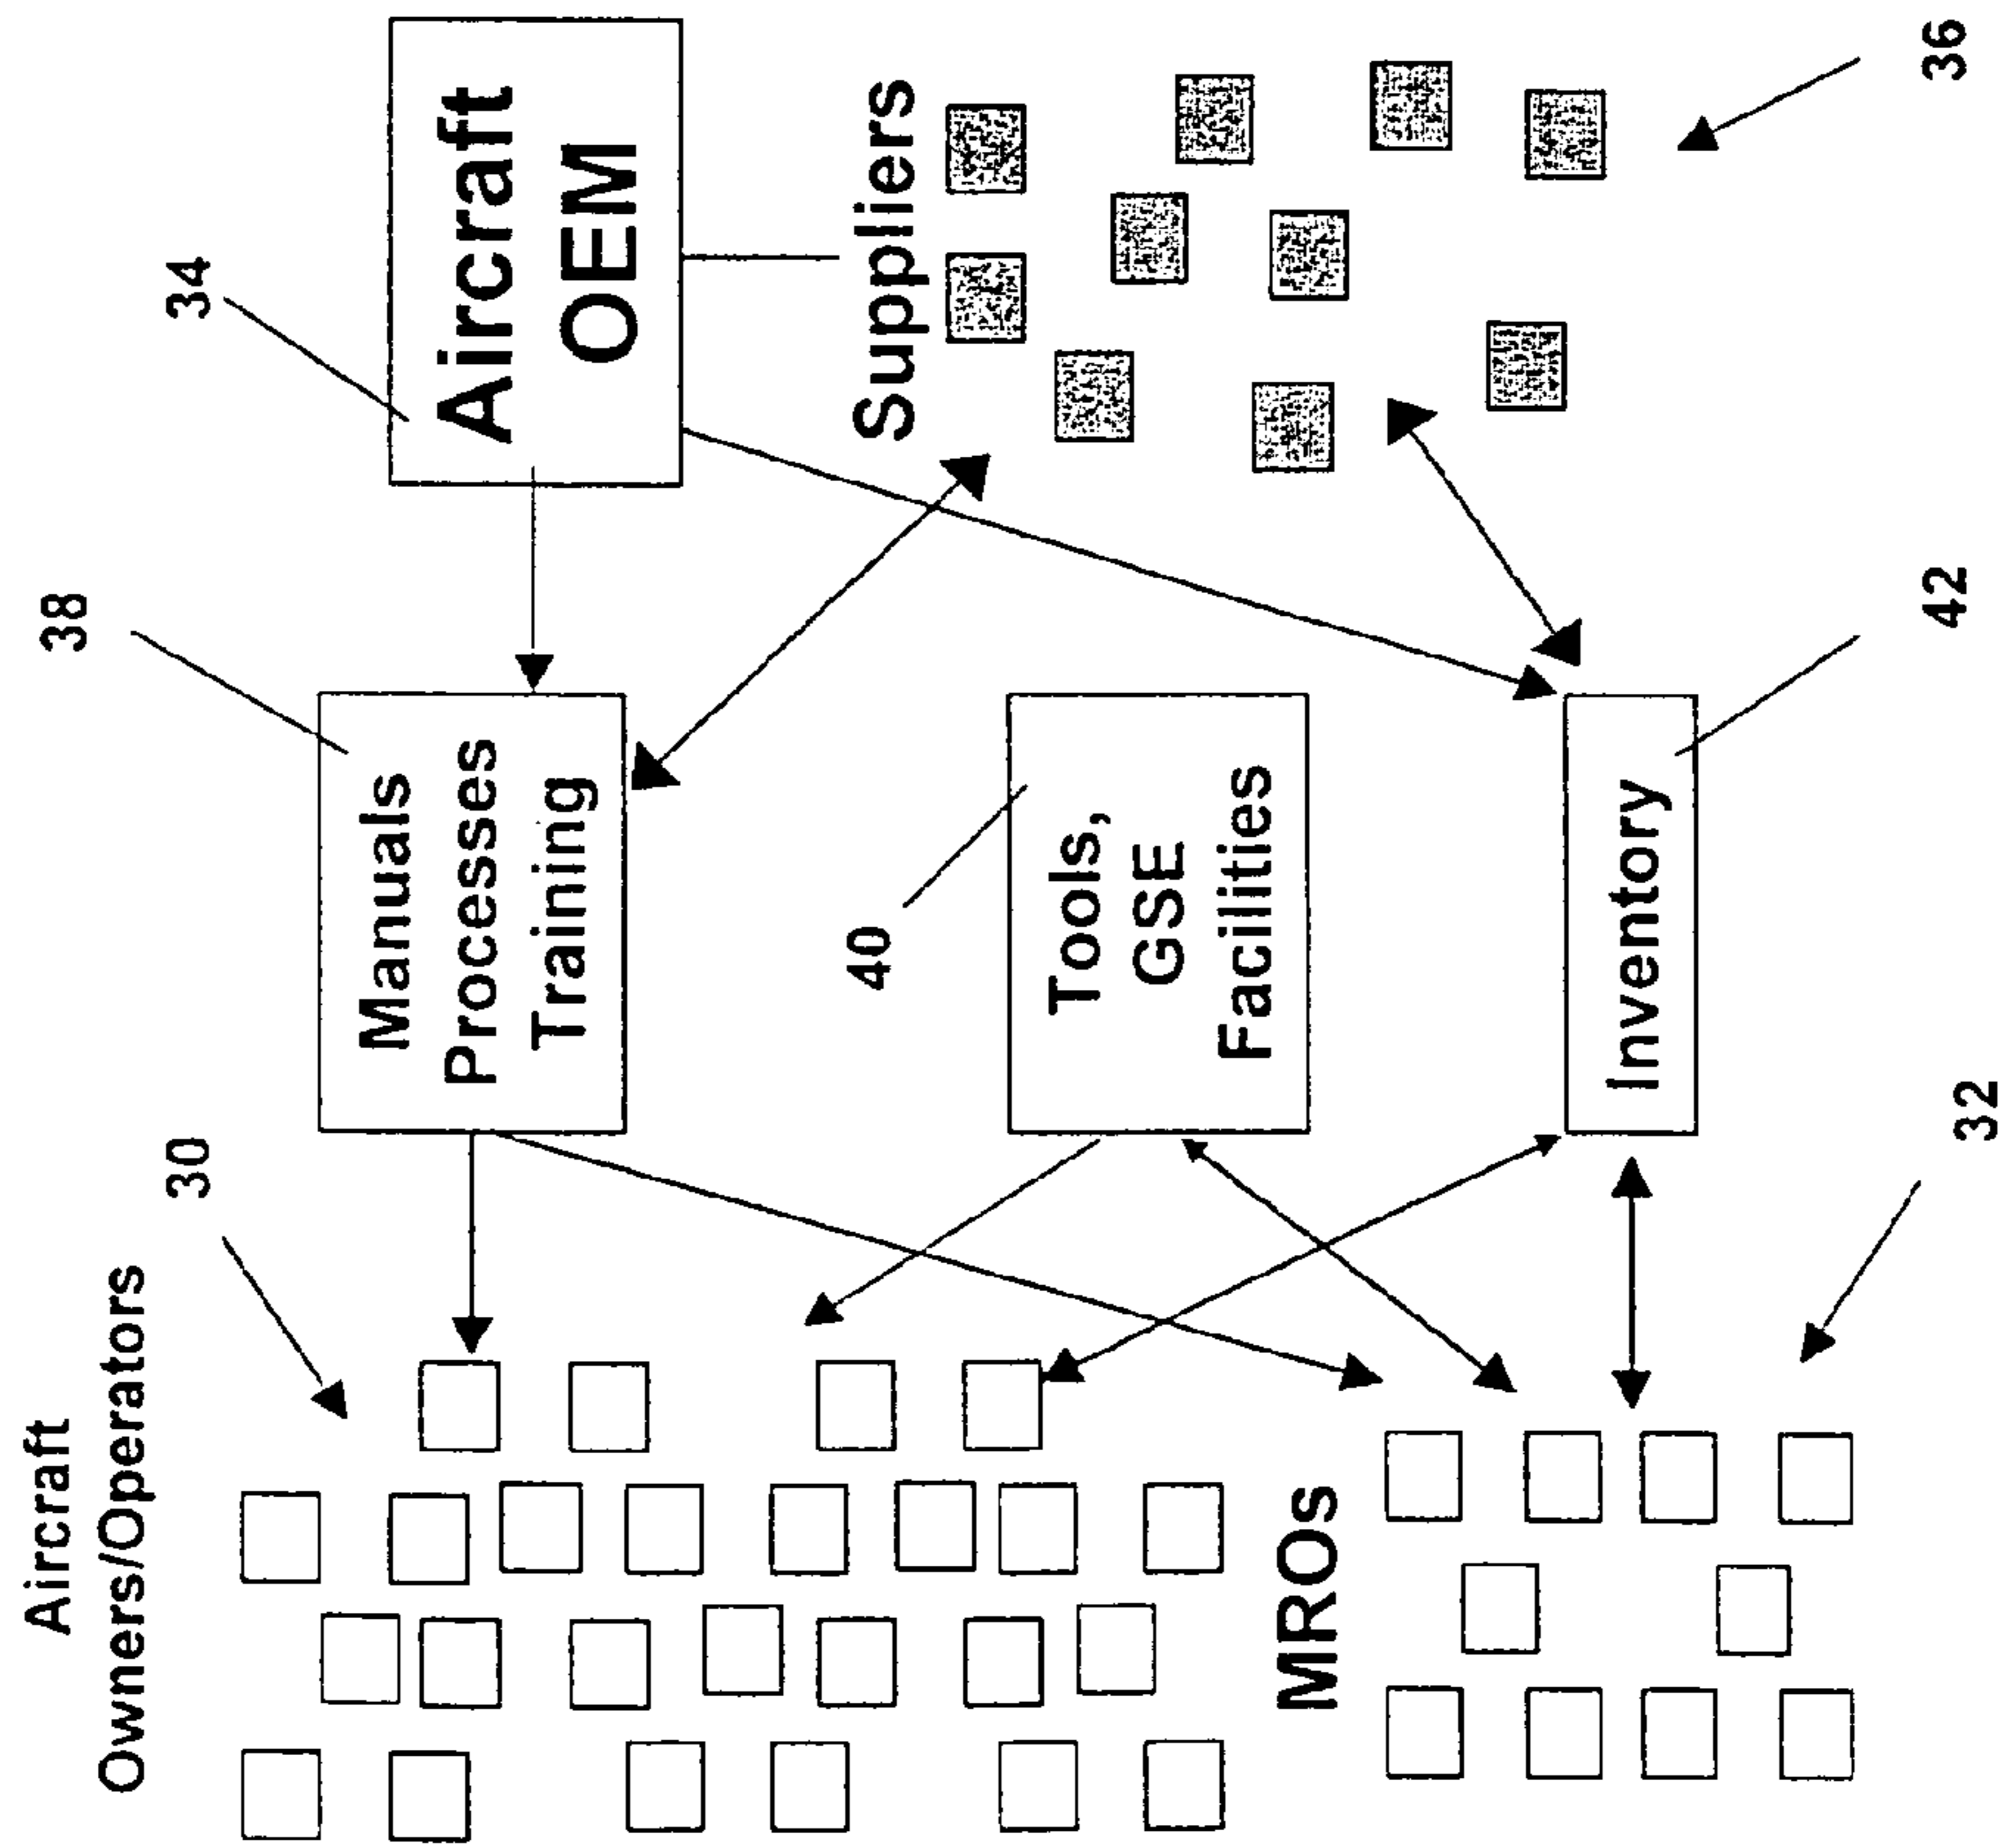 Aircraft
Owners/Operators
30
38
34
Manuals
Processes
Training
Aircraft
OEM
40
Tools,
GSE
Facilities
Suppliers
MROs
Inventory
32
42
36